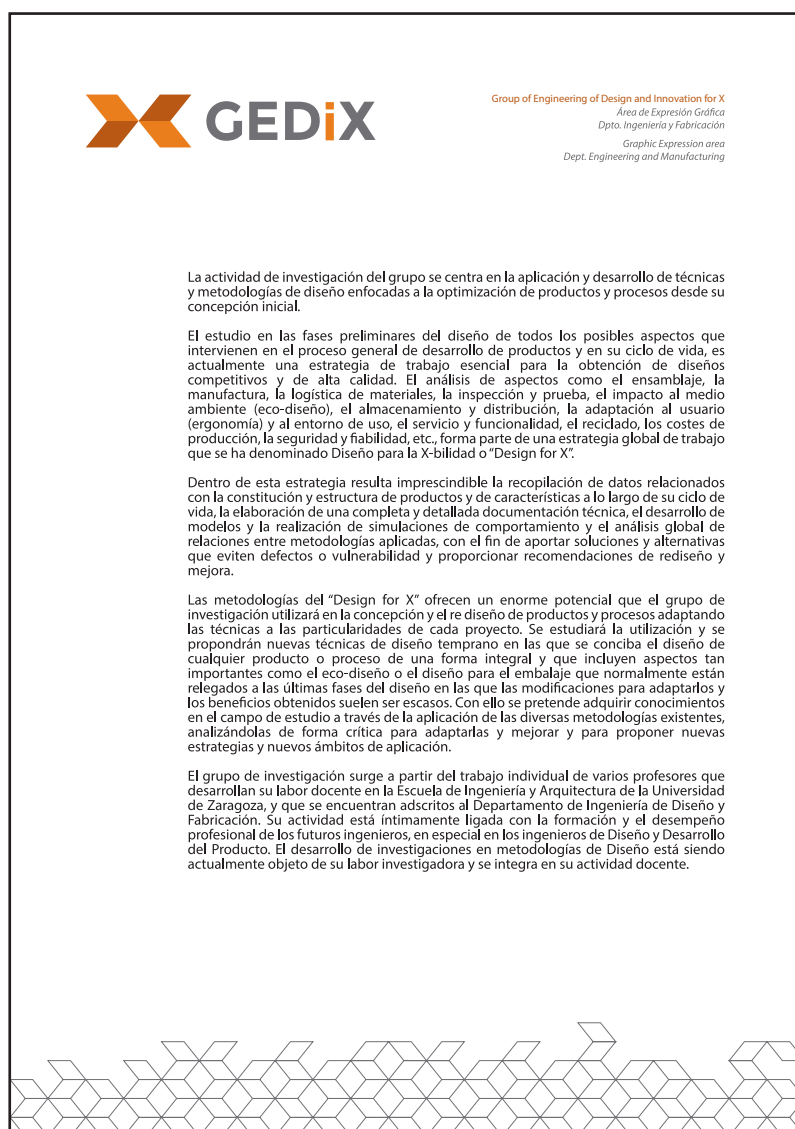 GEDiX
Group of Engineering of Design and Innovation for X
Área de Expresión Gráfica
Dpto. Ingeniería y Fabricación
Graphic Expression area
Dept. Engineering and Manufacturing
La actividad de investigación del grupo se centra en la aplicación y desarrollo de técnicas
y metodologías de diseño enfocadas a la optimización de productos y procesos desde su
concepción inicial.
El estudio en las fases preliminares del diseño de todos los posibles aspectos que
intervienen en el proceso general de desarrollo de productos y en su ciclo de vida, es
actualmente una estrategia de trabajo esencial para la obtención de diseños
competitivos y de alta calidad. El análisis de aspectos como el ensamblaje, la
manufactura, la logística de materiales, la inspección y prueba, el impacto al medio
ambiente (eco-diseño), el almacenamiento y distribución, la adaptación al usuario
(ergonomía) y al entorno de uso, el servicio y funcionalidad, el reciclado, los costes de
producción, la seguridad y fiabilidad, etc., forma parte de una estrategia global de trabajo
que se ha denominado Diseño para la X-bilidad o “Design for X”.
Dentro de esta estrategia resulta imprescindible la recopilación de datos relacionados
con la constitución y estructura de productos y de características a lo largo de su ciclo de
vida, la elaboración de una completa y detallada documentación técnica, el desarrollo de
modelos y la realización de simulaciones de comportamiento y el análisis global de
relaciones entre metodologías aplicadas, con el fin de aportar soluciones y alternativas
que eviten defectos o vulnerabilidad y proporcionar recomendaciones de rediseño y
mejora.
Las metodologías del “Design for X” ofrecen un enorme potencial que el grupo de
investigación utilizará en la concepción y el re diseño de productos y procesos adaptando
las técnicas a las particularidades de cada proyecto. Se estudiará la utilización y se
propondrán nuevas técnicas de diseño temprano en las que se conciba el diseño de
cualquier producto o proceso de una forma integral y que incluyen aspectos tan
importantes como el eco-diseño o el diseño para el embalaje que normalmente están
relegados a las últimas fases del diseño en las que las modificaciones para adaptarlos y
los beneficios obtenidos suelen ser escasos. Con ello se pretende adquirir conocimientos
en el campo de estudio a través de la aplicación de las diversas metodologías existentes,
analizándolas de forma crítica para adaptarlas y mejorar y para proponer nuevas
estrategias y nuevos ámbitos de aplicación.
El grupo de investigación surge a partir del trabajo individual de varios profesores que
desarrollan su labor docente en la Escuela de Ingeniería y Arquitectura de la Universidad
de Zaragoza, y que se encuentran adscritos al Departamento de Ingeniería de Diseño y
Fabricación. Su actividad está íntimamente ligada con la formación y el desempeño
profesional de los futuros ingenieros, en especial en los ingenieros de Diseño y Desarrollo
del Producto. El desarrollo de investigaciones en metodologías de Diseño está siendo
actualmente objeto de su labor investigadora y se integra en su actividad docente.